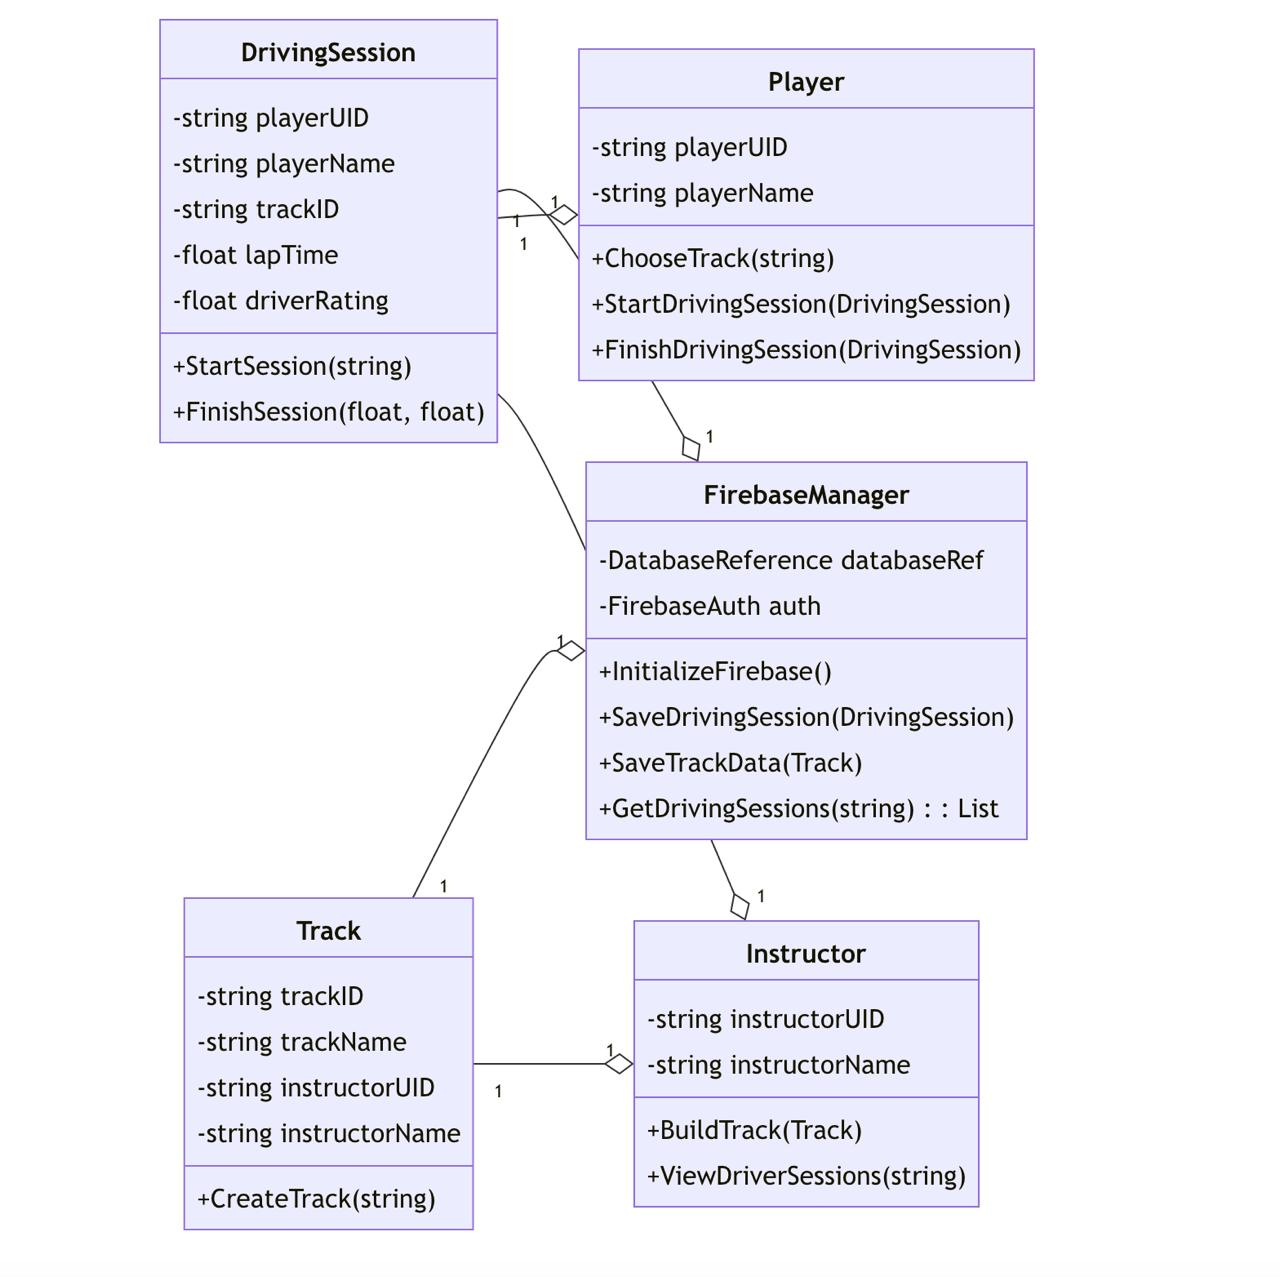 DrivingSession
-string playerUID
-string playerName
-string trackID
-float lapTime
-float driverRating
+StartSession(string)
+FinishSession(float, float)
1
1
1
Player
-string playerUID
-string playerName
+ChooseTrack(string)
+StartDrivingSession(DrivingSession)
+FinishDrivingSession(DrivingSession)
1
FirebaseManager
-DatabaseReference databaseRef
-FirebaseAuth auth
+InitializeFirebase()
+SaveDrivingSession(DrivingSession)
+SaveTrackData(Track)
+GetDrivingSessions(string) : : List
1
1
1
Track
-string trackID
-string trackName
-string instructorUID
-string instructorName
+CreateTrack(string)
1
1
Instructor
-string instructorUID
-string instructorName
+BuildTrack(Track)
+ViewDriverSessions(string)